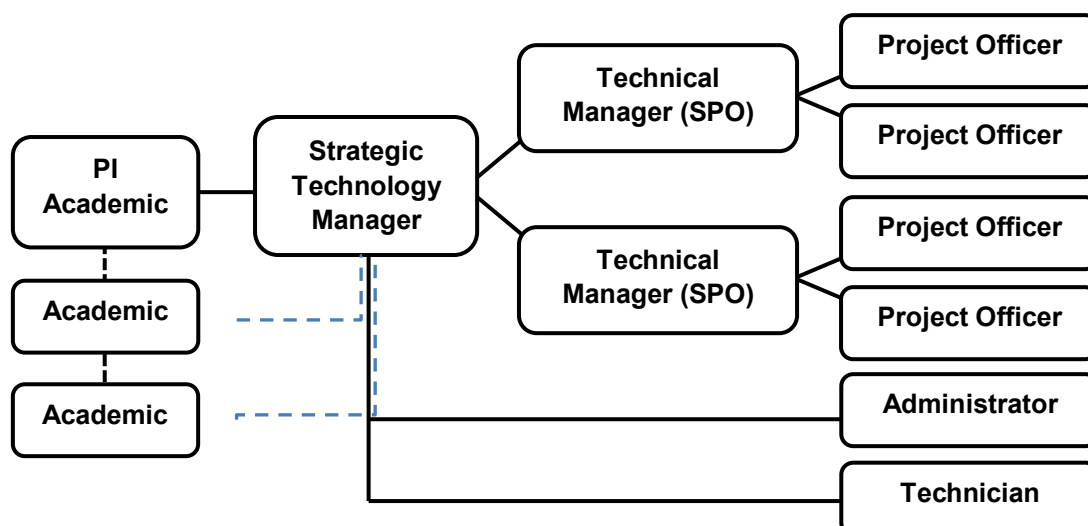 PI
Academic
Academic
Academic
Strategic
Technology
Manager
Technical
Manager (SPO)
Technical
Manager (SPO)
Project Officer
Project Officer
Project Officer
Project Officer
Administrator
Technician